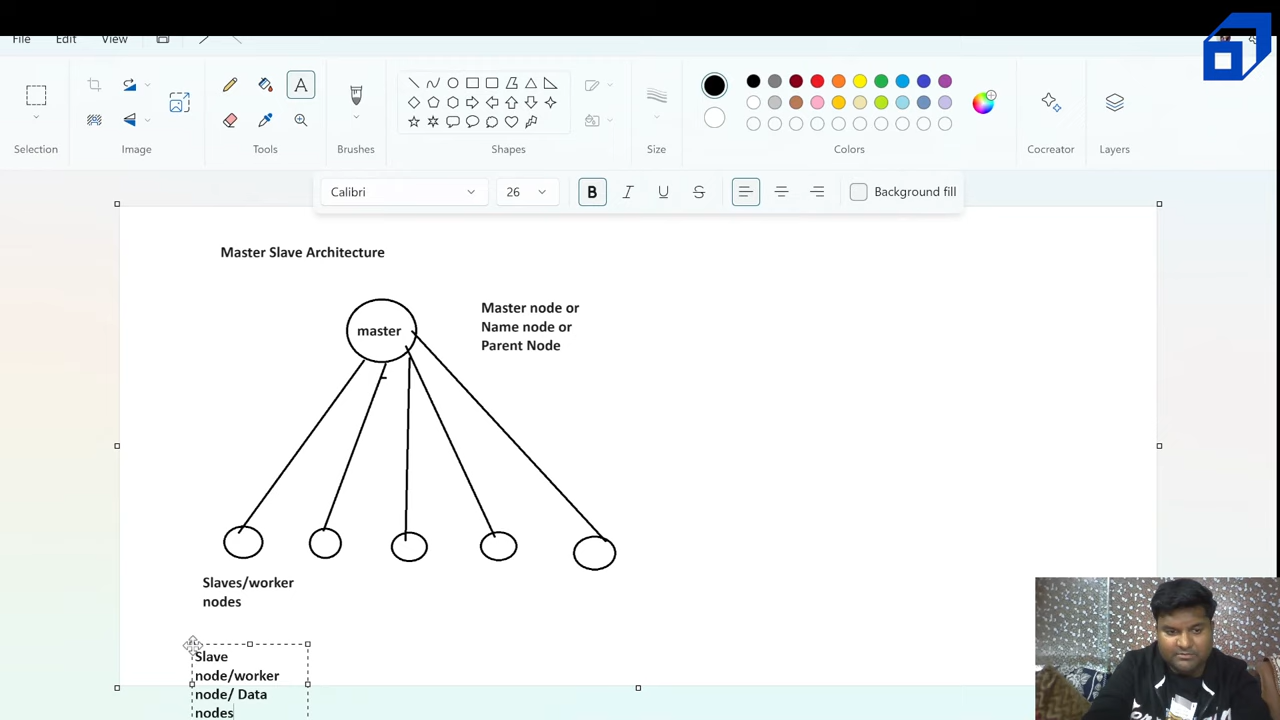 File Edit View
Selection Image Tools Brushes Shapes Size Colors Cocreator Layers
Calibri 26 B I U S Background fill
Master Slave Architecture
master
Master node or
Name node or
Parent Node
Slaves/worker
nodes
Slave
node/worker
node/ Data
nodes